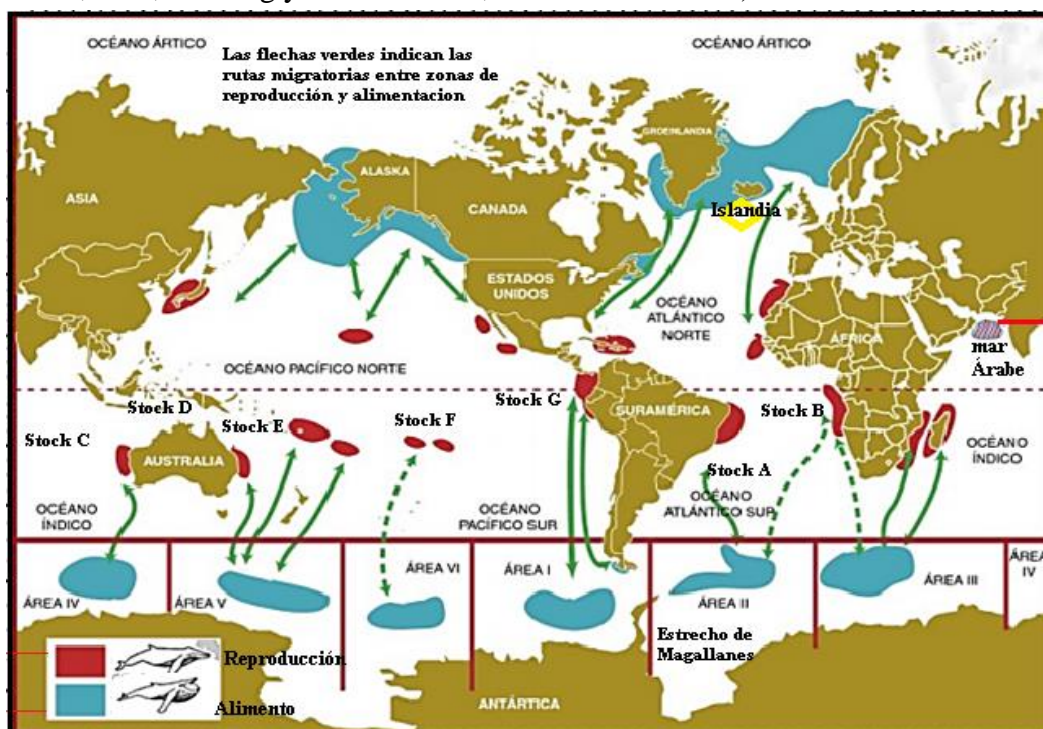 OCÉANO ÁRTICO
OCÉANIO ÁRTICO
Las flechas verdes indican las
rutas migratorias entre zonas de
reproducción y alimentacion
GROENLANDIA
ALASKA
ASIA
CANADA
Islandia
ESTADOS
UNIDOS
OCÉANO
ATLÁNTICO
NORTE
ÁFRICA
mar
Árabe
OCÉANO PACÍFICO NORTE
Stock D
Stock G
SURAMÉRICA
Stock B
Stock E
Stock F
Stock C
AUSTRALIA
OCÉANO
ÍNDICO
Stock A
OCÉANO
ÍNDICO
OCÉANO
PACÍFICO SUR
OCÉANO
ATLÁNTICO SUR
ÁREA IV
ÁREA V
ÁREA VI
ÁREA I
ÁREA II
ÁREA III
ÁREA
IV
Estrecho de
Magallanes
Reproducción
Alimento
ANTÁRTICA